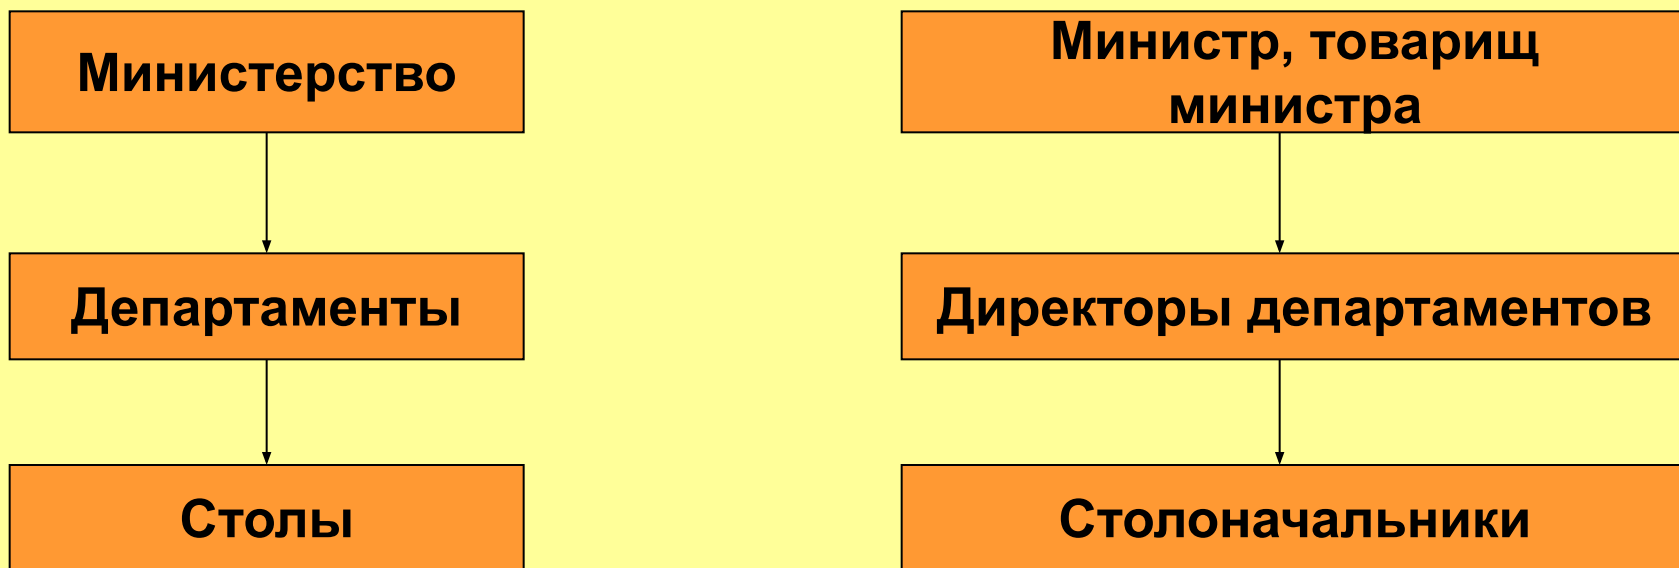 Министерство
Министр, товарищ
министра
Департаменты
Директоры департаментов
Столы
Столоначальники